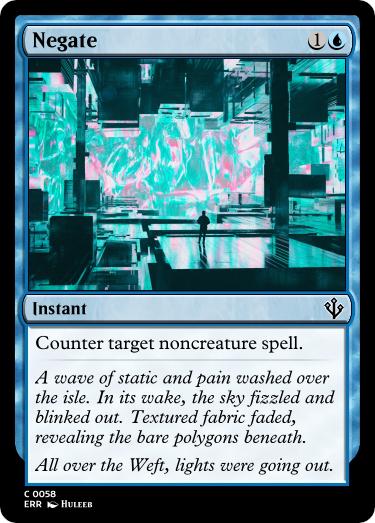 Negate 1
Instant
Counter target noncreature spell.
A wave of static and pain washed over
the isle. In its wake, the sky fizzled and
blinked out. Textured fabric faded,
revealing the bare polygons beneath.
All over the Weft, lights were going out.
C 0058
ERR Huleeb